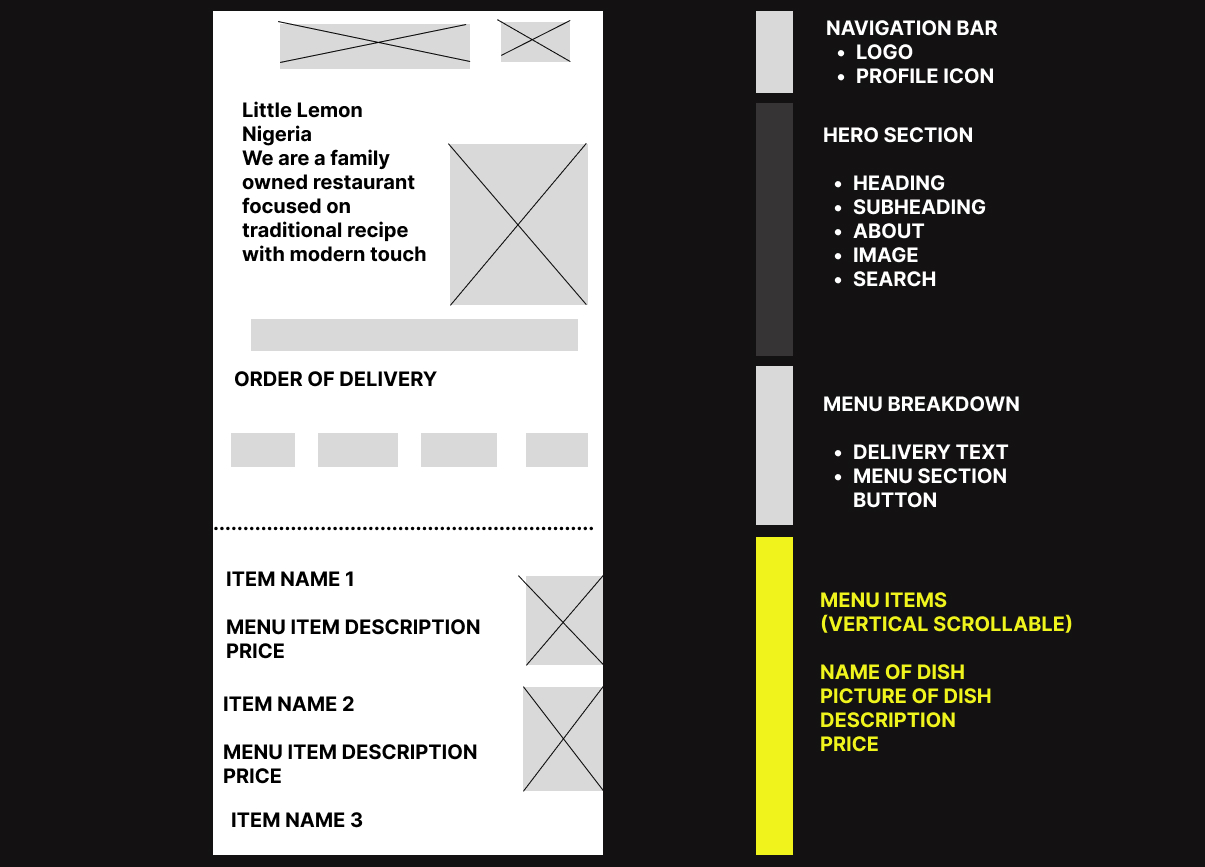 Little Lemon
Nigeria
We are a family
owned restaurant
focused on
traditional recipe
with modern touch
ORDER OF DELIVERY
ITEM NAME 1
MENU ITEM DESCRIPTION
PRICE
ITEM NAME 2
MENU ITEM DESCRIPTION
PRICE
ITEM NAME 3
NAVIGATION BAR
• LOGO
• PROFILE ICON
HERO SECTION
• HEADING
• SUBHEADING
• ABOUT
• IMAGE
• SEARCH
MENU BREAKDOWN
• DELIVERY TEXT
• MENU SECTION
BUTTON
MENU ITEMS
(VERTICAL SCROLLABLE)
NAME OF DISH
PICTURE OF DISH
DESCRIPTION
PRICE